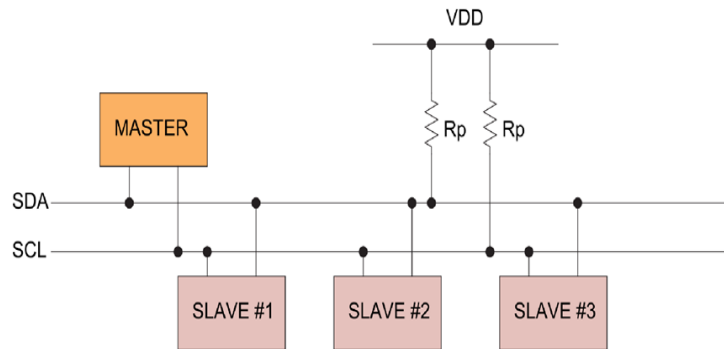 VDD
MASTER
Rp
Rp
SDA
SCL
SLAVE #1
SLAVE #2
SLAVE #3